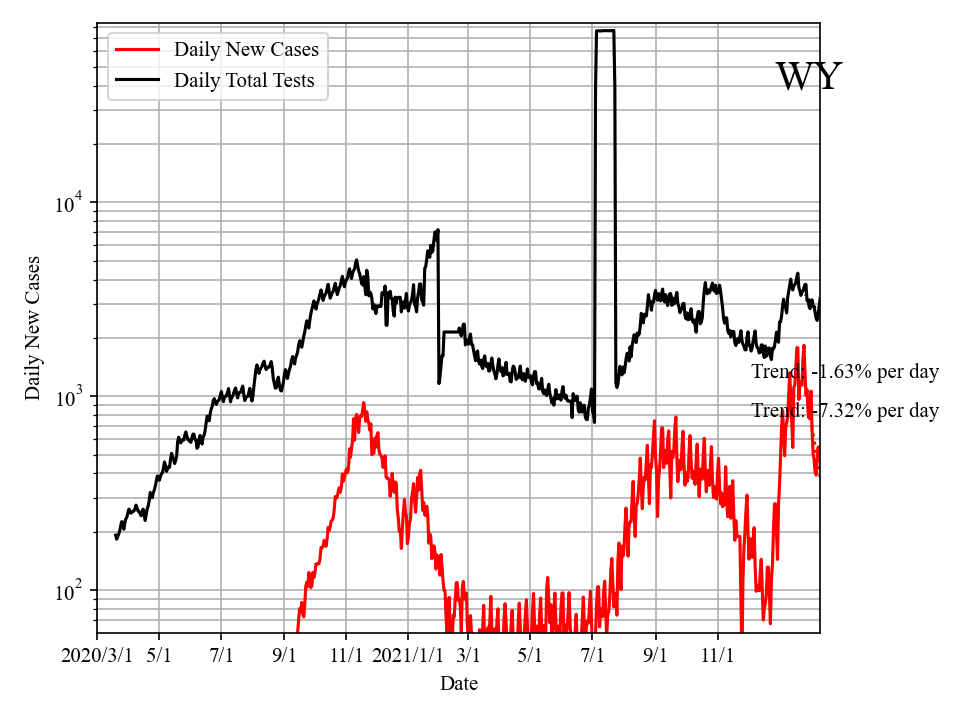 Daily New Cases
Daily Total Tests
WY
10^4
10^3
10^2
Daily New Cases
Trend: -1.63% per day
Trend: -7.32% per day
2020/3/1 5/1 7/1 9/1 11/1 2021/1/1 3/1 5/1 7/1 9/1 11/1
Date